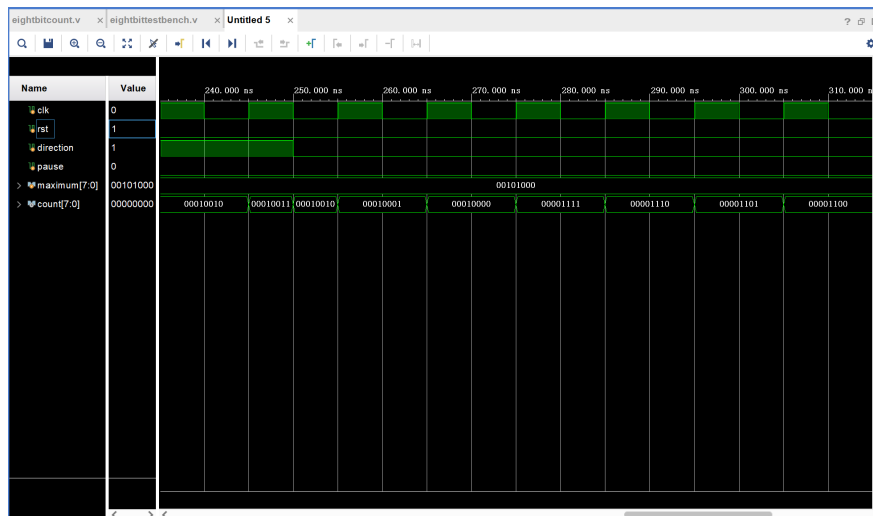 eightbitcount.v × eightbittestbench.v × Untitled 5 ×
?
Name Value
240.000 ns 250.000 ns 260.000 ns 270.000 ns 280.000 ns 290.000 ns 300.000 ns 310.000 n
clk 0
rst 1
direction 1
pause 0
maximum[7:0] 00101000 00101000
count[7:0] 00000000 00010010 00010011 00010010 00010001 00010000 00001111 00001110 00001101 00001100